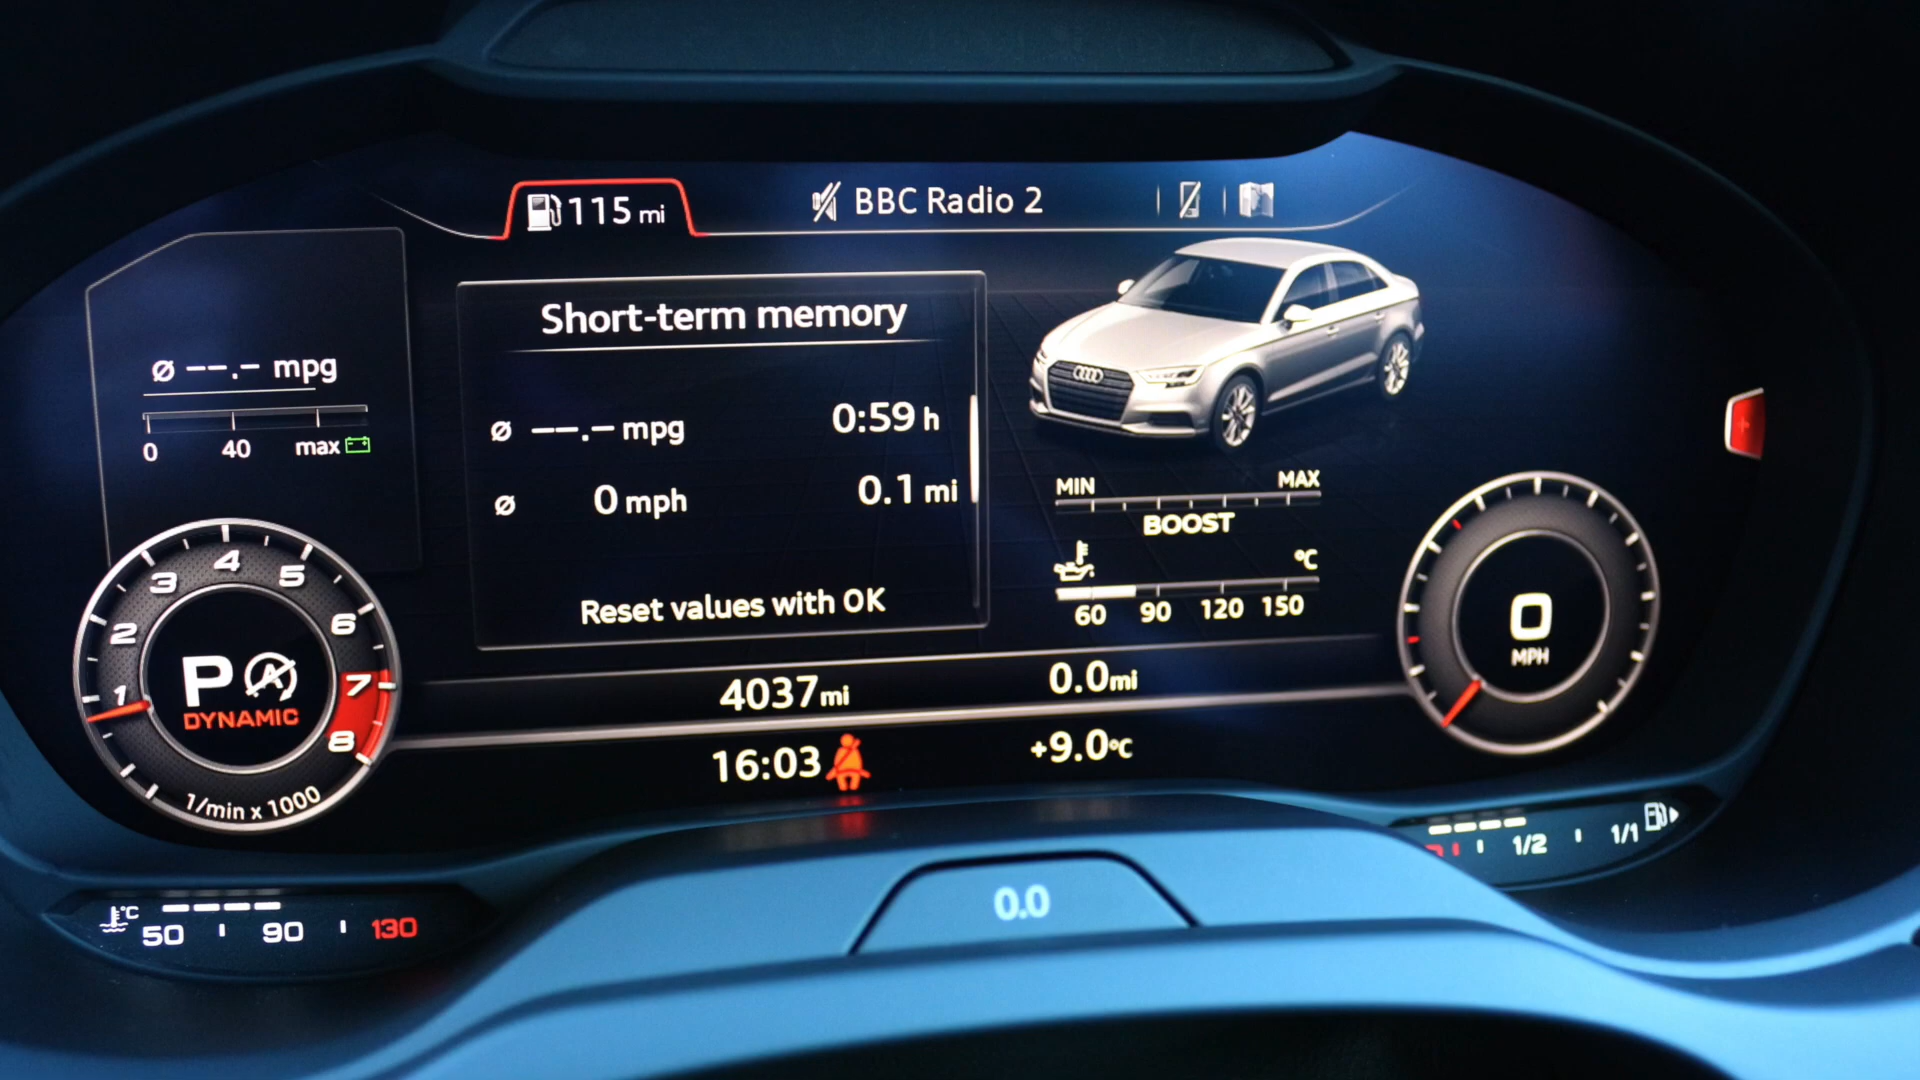 115 mi
BBC Radio 2
Ø --.- mpg
0 40 max
Short-term memory
Ø --.- mpg 0:59 h
Ø 0 mph 0.1 mi
Reset values with OK
MIN MAX
BOOST
°C
60 90 120 150
1 2 3 4 5 6 7 8
P A
DYNAMIC
1/min x 1000
0
MPH
4037 mi 0.0 mi
16:03 +9.0°C
°C 50 90 130
1/2 1/1
0.0